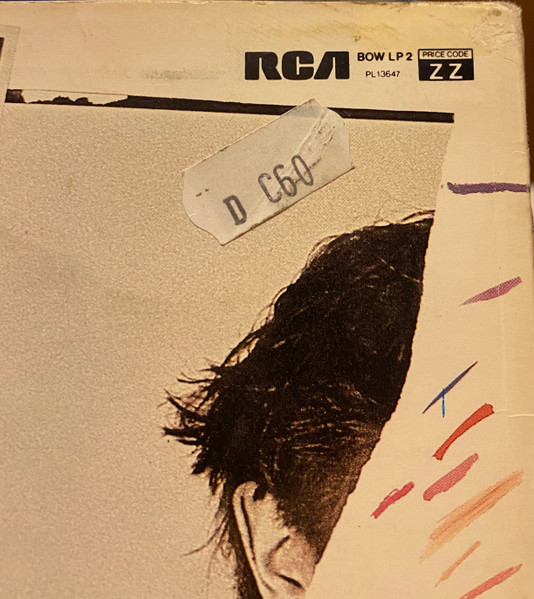 RCA BOW LP 2 PRICE CODE
PL13647 ZZ
D C60